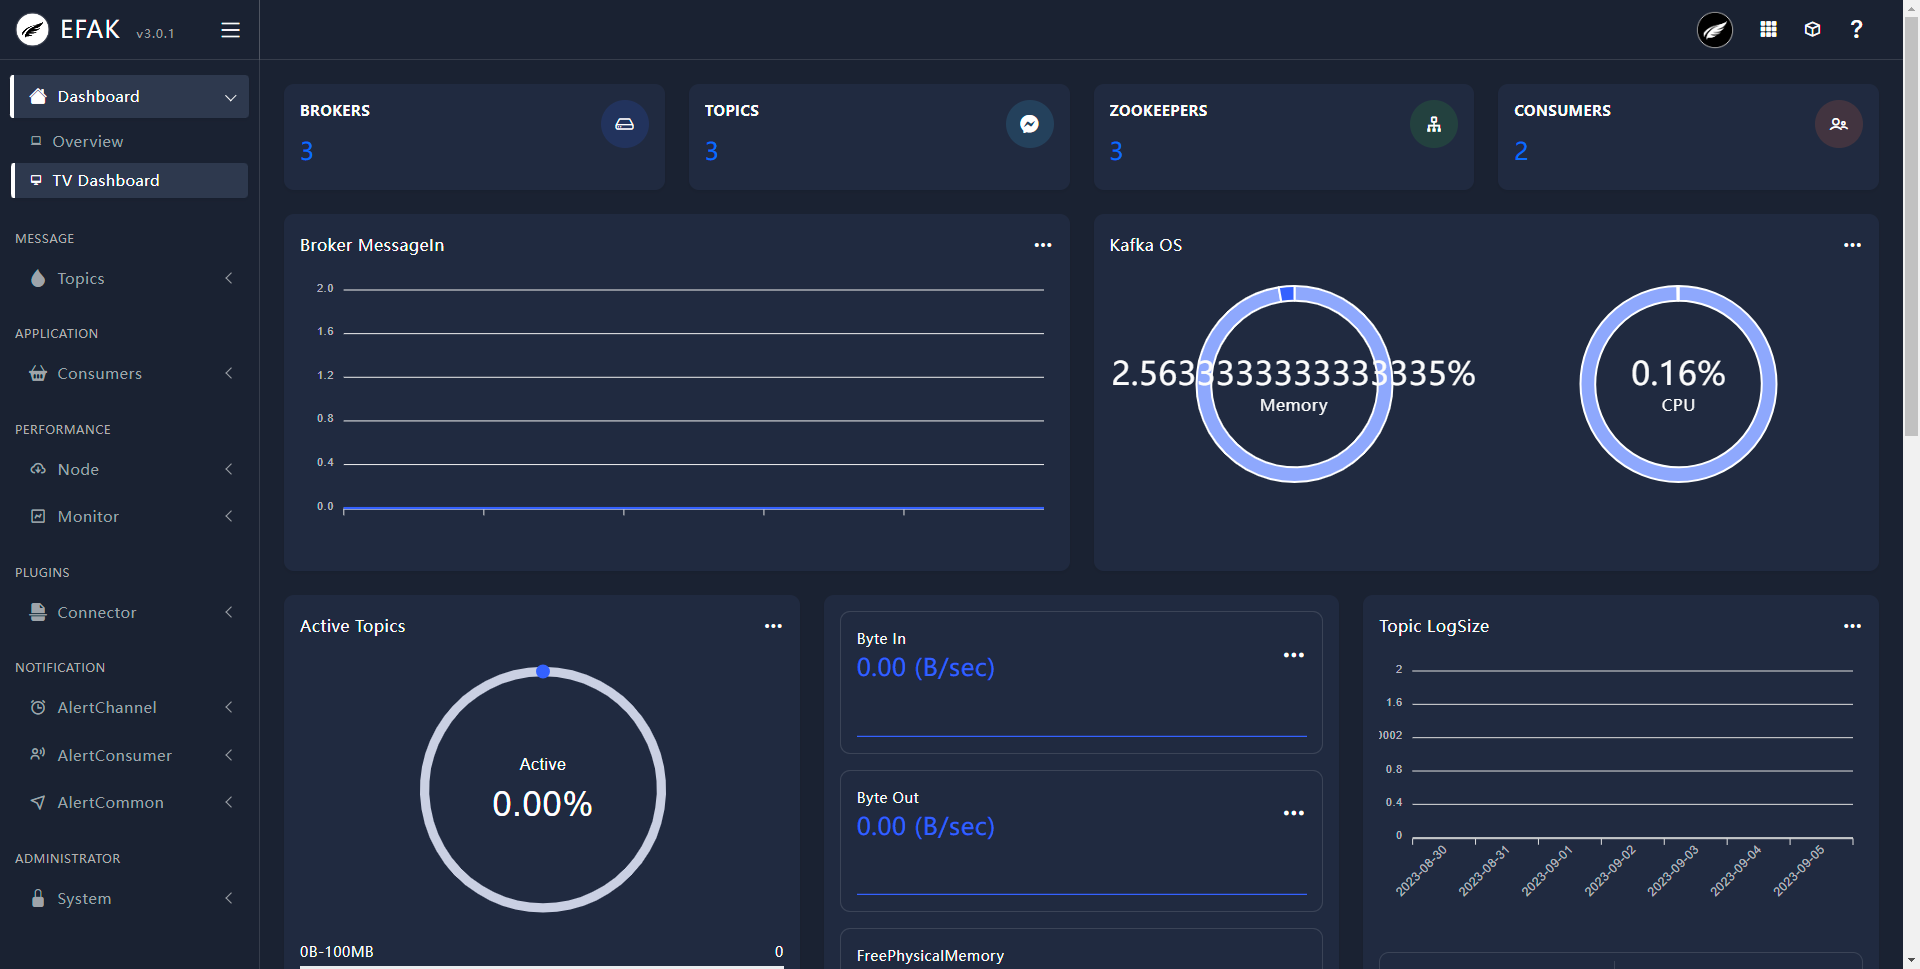 EFAK v3.0.1
Dashboard
Overview
TV Dashboard
MESSAGE
Topics
APPLICATION
Consumers
PERFORMANCE
Node
Monitor
PLUGINS
Connector
NOTIFICATION
AlertChannel
AlertConsumer
AlertCommon
ADMINISTRATOR
System
BROKERS
3
TOPICS
3
ZOOKEEPERS
3
CONSUMERS
2
Broker MessageIn
2.0
1.6
1.2
0.8
0.4
0.0
Kafka OS
2.5633333333333335%
Memory
0.16%
CPU
Active Topics
Active
0.00%
0B-100MB 0
Byte In
0.00 (B/sec)
Byte Out
0.00 (B/sec)
FreePhysicalMemory
Topic LogSize
2
1.6
0002
0.8
0.4
0
2023-08-30
2023-08-31
2023-09-01
2023-09-02
2023-09-03
2023-09-04
2023-09-05